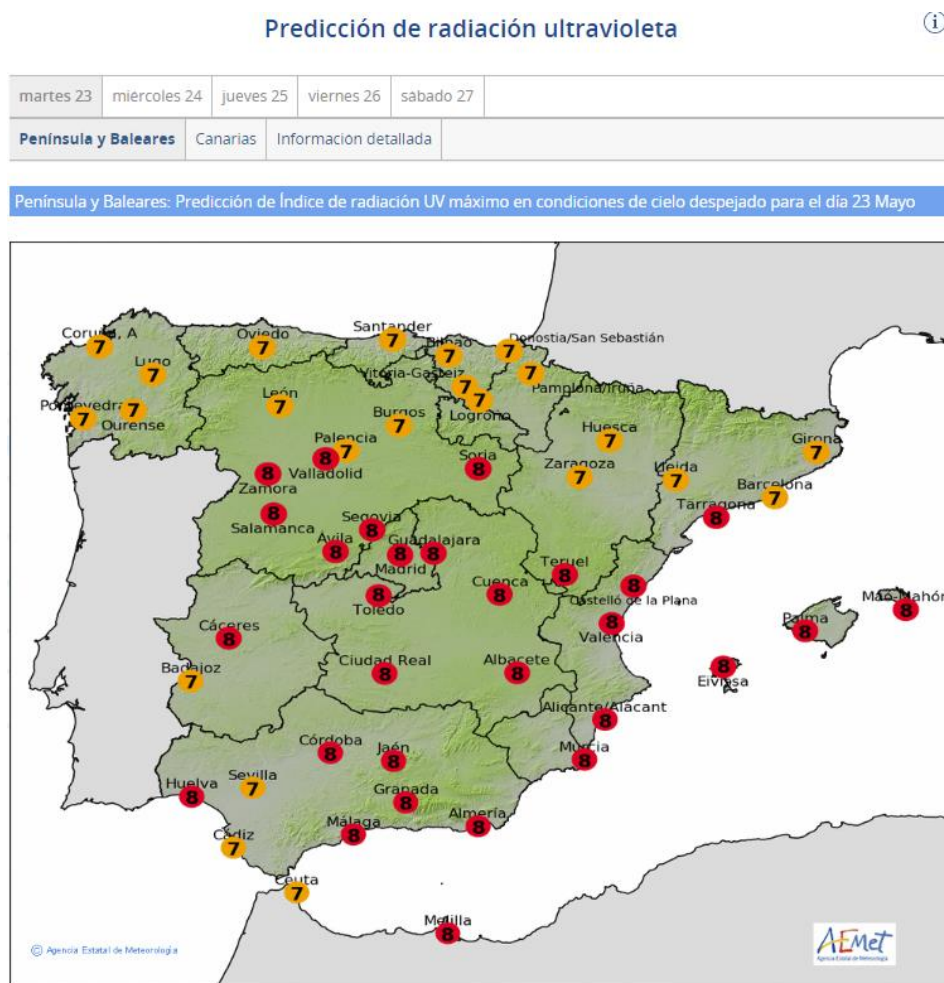 Predicción de radiación ultravioleta
i
martes 23 miércoles 24 jueves 25 viernes 26 sábado 27
Península y Baleares Canarias Información detallada
Península y Baleares: Predicción de Índice de radiación UV máximo en condiciones de cielo despejado para el día 23 Mayo
Coruña, A
7
Oviedo
7
Santander
7
Bilbao
7
Donostia/San Sebastián
7
Lugo
7
Vitoria-Gasteiz
7
Pamplona/Iruña
7
Pontevedra
7
Ourense
7
León
7
Burgos
7
Logroño
7
Huesca
7
Girona
7
Palencia
7
Valladolid
8
Soria
8
Zaragoza
7
Lleida
7
Barcelona
7
Zamora
8
Tarragona
8
Salamanca
8
Segovia
8
Ávila
8
Madrid
8
Guadalajara
8
Teruel
8
Cuenca
8
Toledo
8
Castelló de la Plana
8
Maó-Mahón
8
Cáceres
8
Valencia
8
Palma
8
Badajoz
7
Ciudad Real
8
Albacete
8
Eivissa
8
Alicante/Alacant
8
Córdoba
8
Jaén
8
Murcia
8
Huelva
8
Sevilla
7
Granada
8
Málaga
8
Almería
8
Cádiz
7
Ceuta
7
Melilla
8
© Agencia Estatal de Meteorología
AEMet
Agencia Estatal de Meteorología